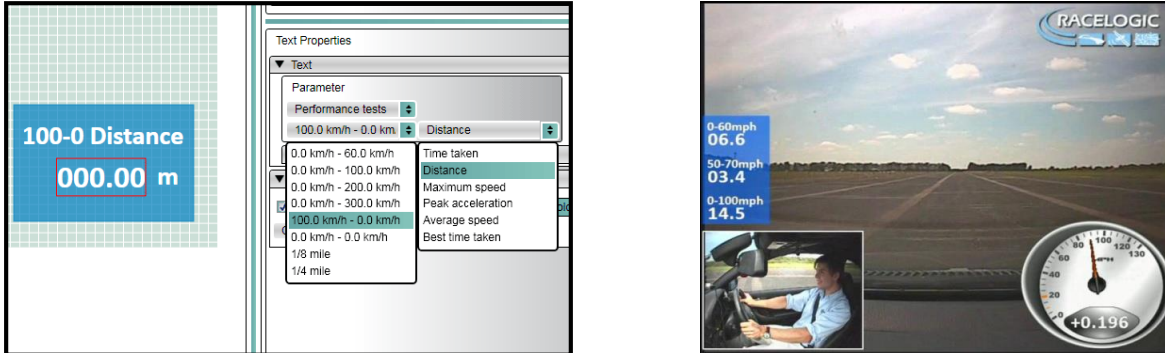 100-0 Distance
000.00 m
Text Properties
Text
Parameter
Performance tests
100.0 km/h - 0.0 km
Distance
0.0 km/h - 60.0 km/h
0.0 km/h - 100.0 km/h
0.0 km/h - 200.0 km/h
0.0 km/h - 300.0 km/h
100.0 km/h - 0.0 km/h
0.0 km/h - 0.0 km/h
1/8 mile
1/4 mile
Time taken
Distance
Maximum speed
Peak acceleration
Average speed
Best time taken
RACELOGIC
0-60mph
06.6
50-70mph
03.4
0-100mph
14.5
0
20
40
60
80
100
120
130
MPH
+0.196